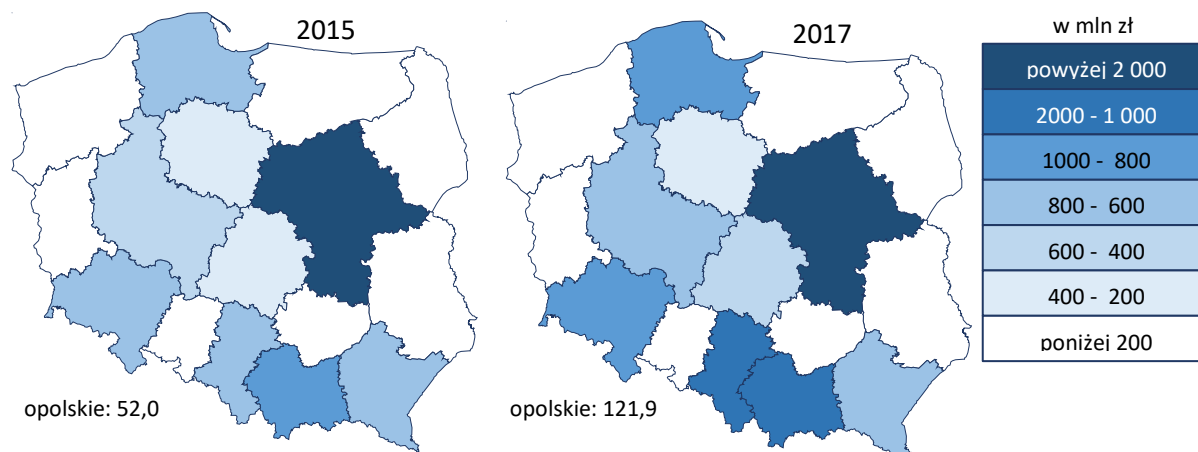 2015
2017
w mln zł
powyżej 2 000
2000 - 1 000
1000 - 800
800 - 600
600 - 400
400 - 200
poniżej 200
opolskie: 52,0
opolskie: 121,9